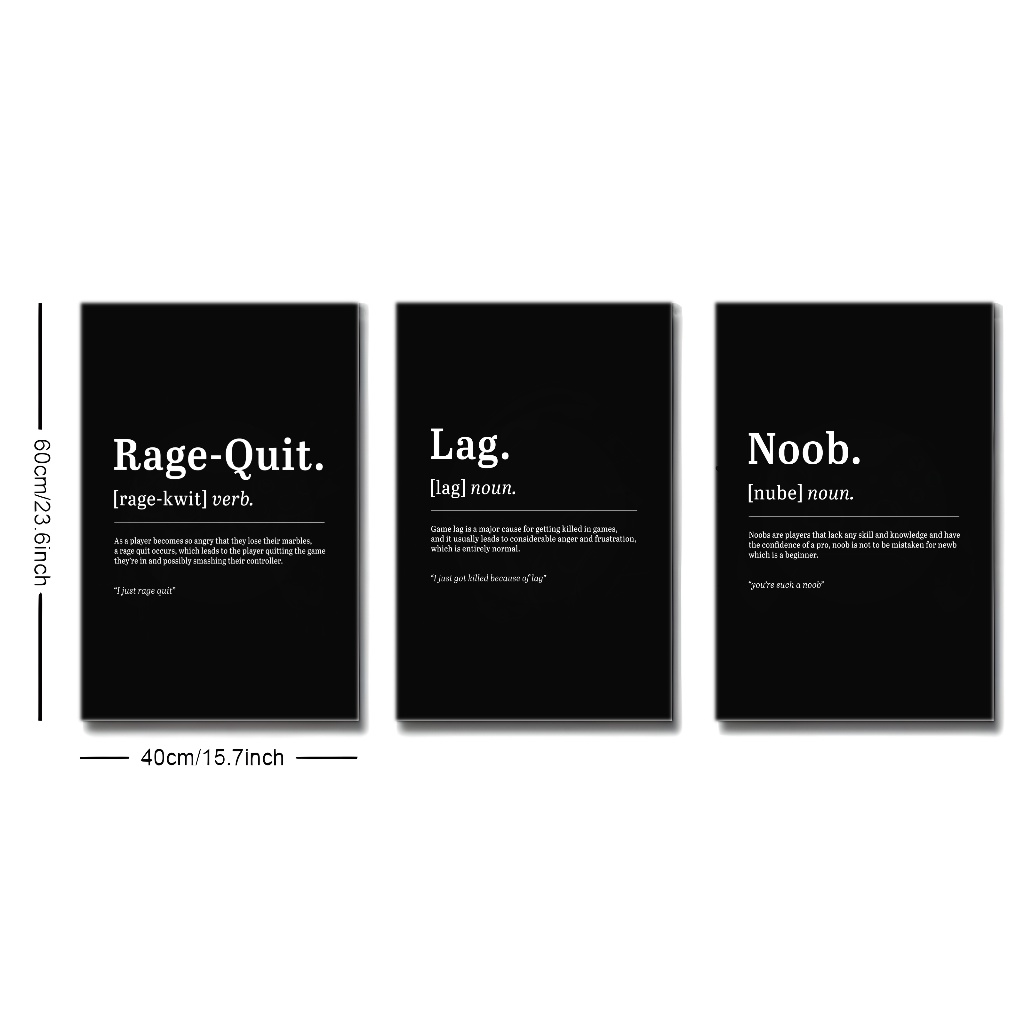 60cm/23.6inch
Rage-Quit.
[rage-kwit] verb.
As a player becomes so angry that they lose their marbles,
a rage quit occurs, which leads to the player quitting the game
they're in and possibly smashing their controller.
"I just rage quit"
Lag.
[lag] noun.
Game lag is a major cause for getting killed in games,
and it usually leads to considerable anger and frustration,
which is entirely normal.
"I just got killed because of lag"
Noob.
[nube] noun.
Noobs are players that lack any skill and knowledge and have
the confidence of a pro, noob is not to be mistaken for newb
which is a beginner.
"you're such a noob"
40cm/15.7inch